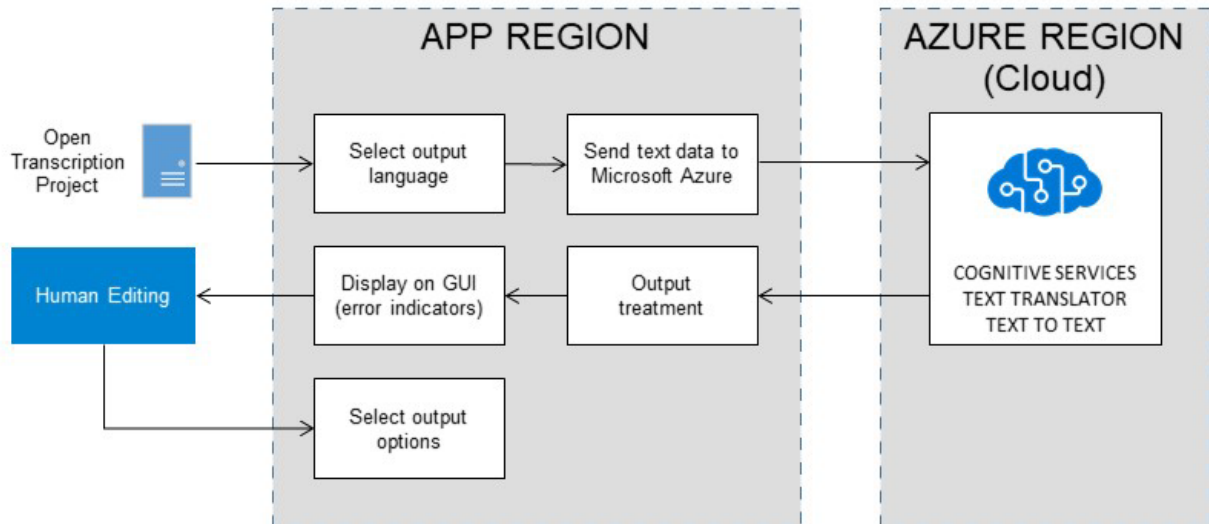 APP REGION
AZURE REGION
(Cloud)
Open
Transcription
Project
Select output
language
Send text data to
Microsoft Azure
COGNITIVE SERVICES
TEXT TRANSLATOR
TEXT TO TEXT
Human Editing
Display on GUI
(error indicators)
Output
treatment
Select output
options